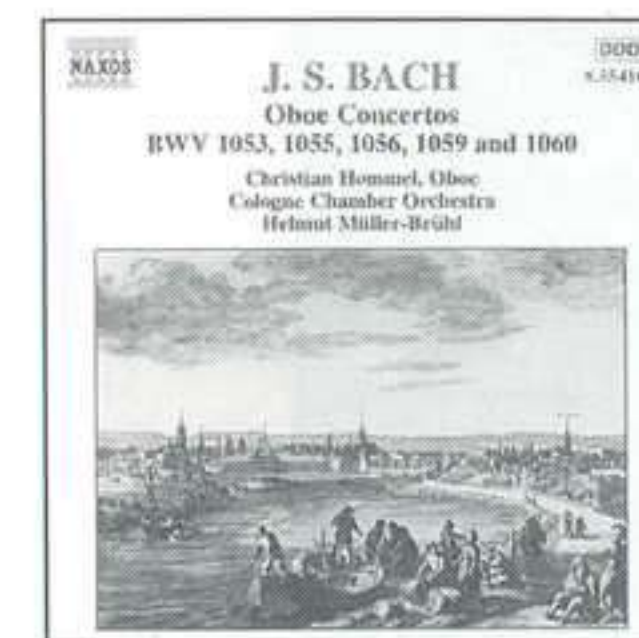 NAXOS
DDD
J. S. BACH
Oboe Concertos
BWV 1053, 1055, 1056, 1059 and 1060
Christian Hommel, Oboe
Cologne Chamber Orchestra
Helmut Müller-Brühl